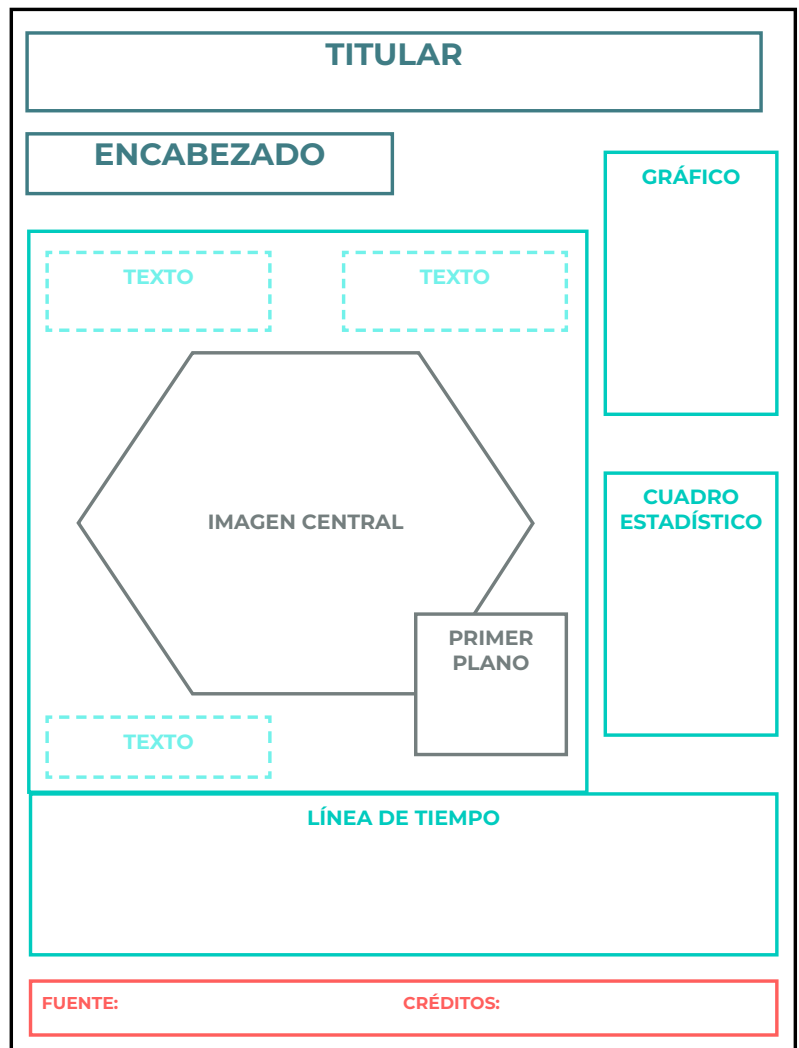 TITULAR
ENCABEZADO
GRÁFICO
TEXTO
TEXTO
IMAGEN CENTRAL
CUADRO
ESTADÍSTICO
PRIMER
PLANO
TEXTO
LÍNEA DE TIEMPO
FUENTE:
CRÉDITOS: